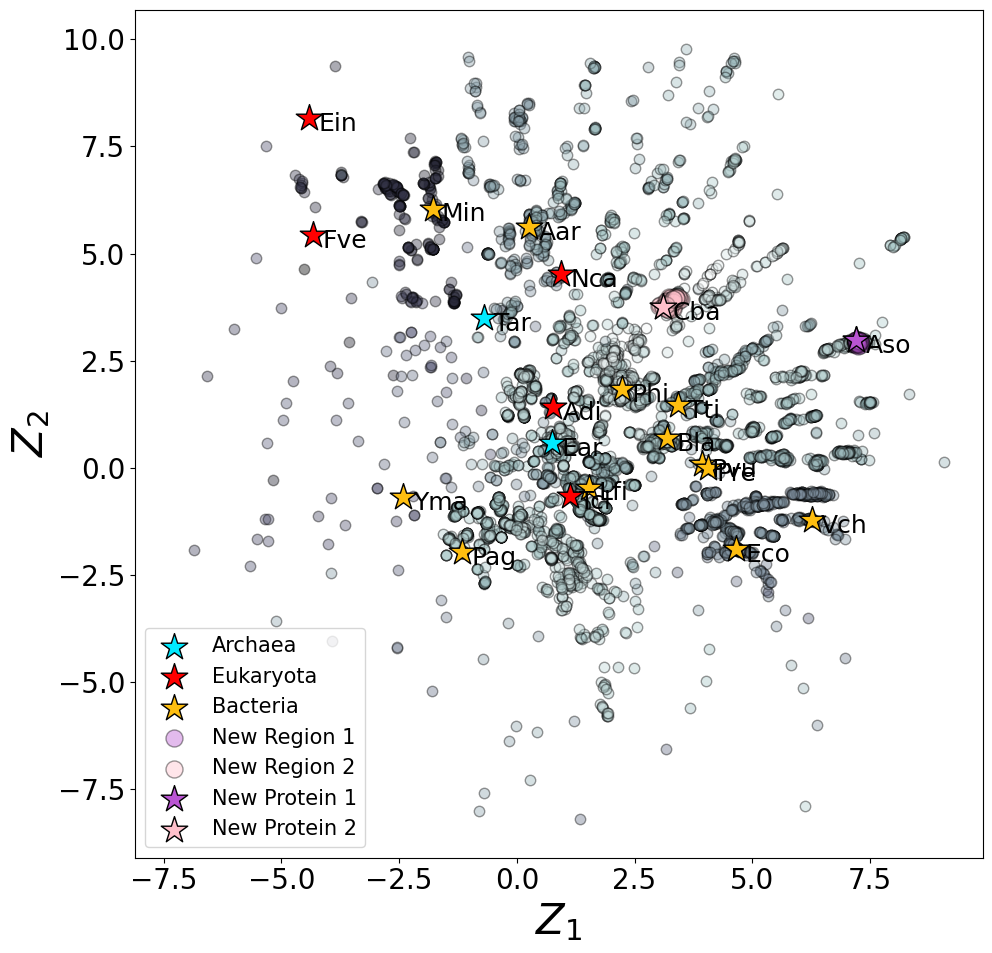 10.0
7.5
5.0
2.5
0.0
−2.5
−5.0
−7.5
Z2
Ein
Min
Fve
Aar
Nca
Tar
Cba
Aso
Phi
Tti
Adi
Bla
Ear
Pre
Lfi
Yma
Vch
Pag
Eco
Archaea
Eukaryota
Bacteria
New Region 1
New Region 2
New Protein 1
New Protein 2
−7.5 −5.0 −2.5 0.0 2.5 5.0 7.5
Z1